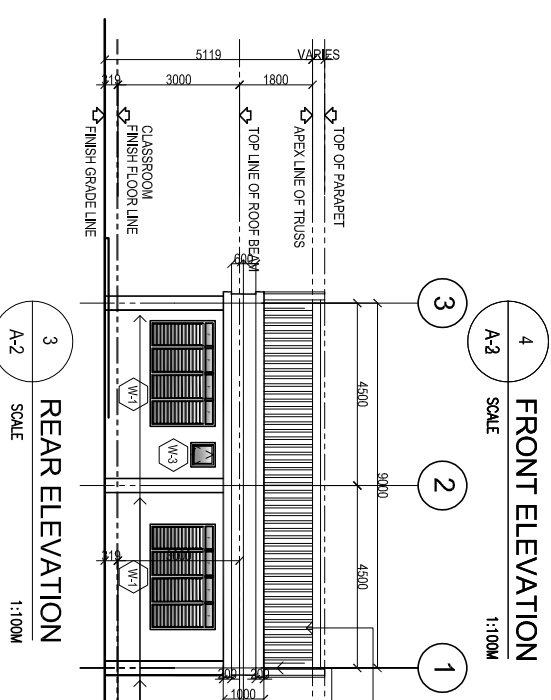 4
A-3
FRONT ELEVATION
SCALE
1:100M
3
2
1
9000
4500
4500
VARIES
5119
1800
3000
319
TOP OF PARAPET
APEX LINE OF TRUSS
TOP LINE OF ROOF BEAM
CLASSROOM
FINISH FLOOR LINE
FINISH GRADE LINE
600
W-1
W-3
W-1
3000
319
200
200
1000
3
A-2
REAR ELEVATION
SCALE
1:100M